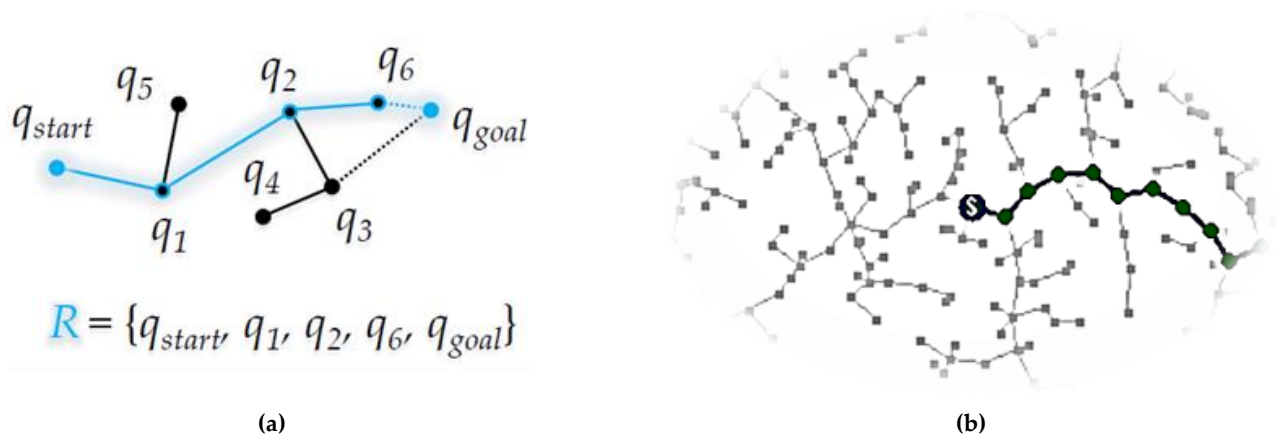 q5
q2
q6
qstart
qgoal
q4
q1
q3
R = {qstart, q1, q2, q6, qgoal}
S
(a)
(b)